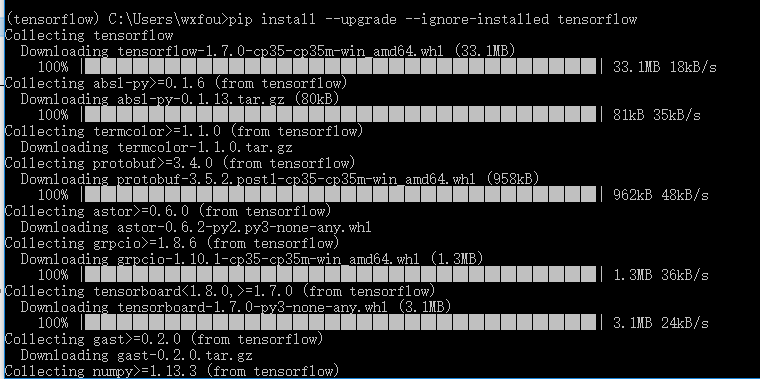 (tensorflow) C:\Users\wxfou>pip install --upgrade --ignore-installed tensorflow
Collecting tensorflow
Downloading tensorflow-1.7.0-cp35-cp35m-win_amd64.whl (33.1MB)
100% || 33.1MB 18kB/s
Collecting absl-py>=0.1.6 (from tensorflow)
Downloading absl-py-0.1.13.tar.gz (80kB)
100% || 81kB 35kB/s
Collecting termcolor>=1.1.0 (from tensorflow)
Downloading termcolor-1.1.0.tar.gz
Collecting protobuf>=3.4.0 (from tensorflow)
Downloading protobuf-3.5.2.post1-cp35-cp35m-win_amd64.whl (958kB)
100% || 962kB 48kB/s
Collecting astor>=0.6.0 (from tensorflow)
Downloading astor-0.6.2-py2.py3-none-any.whl
Collecting grpcio>=1.8.6 (from tensorflow)
Downloading grpcio-1.10.1-cp35-cp35m-win_amd64.whl (1.3MB)
100% || 1.3MB 36kB/s
Collecting tensorboard<1.8.0,>=1.7.0 (from tensorflow)
Downloading tensorboard-1.7.0-py3-none-any.whl (3.1MB)
100% || 3.1MB 24kB/s
Collecting gast>=0.2.0 (from tensorflow)
Downloading gast-0.2.0.tar.gz
Collecting numpy>=1.13.3 (from tensorflow)